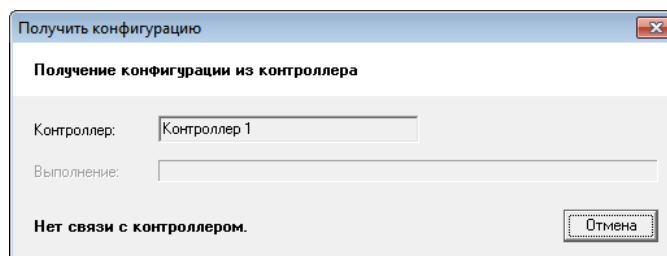 Получить конфигурацию
Получение конфигурации из контроллера
Контроллер: Контроллер 1
Выполнение:
Нет связи с контроллером.
Отмена